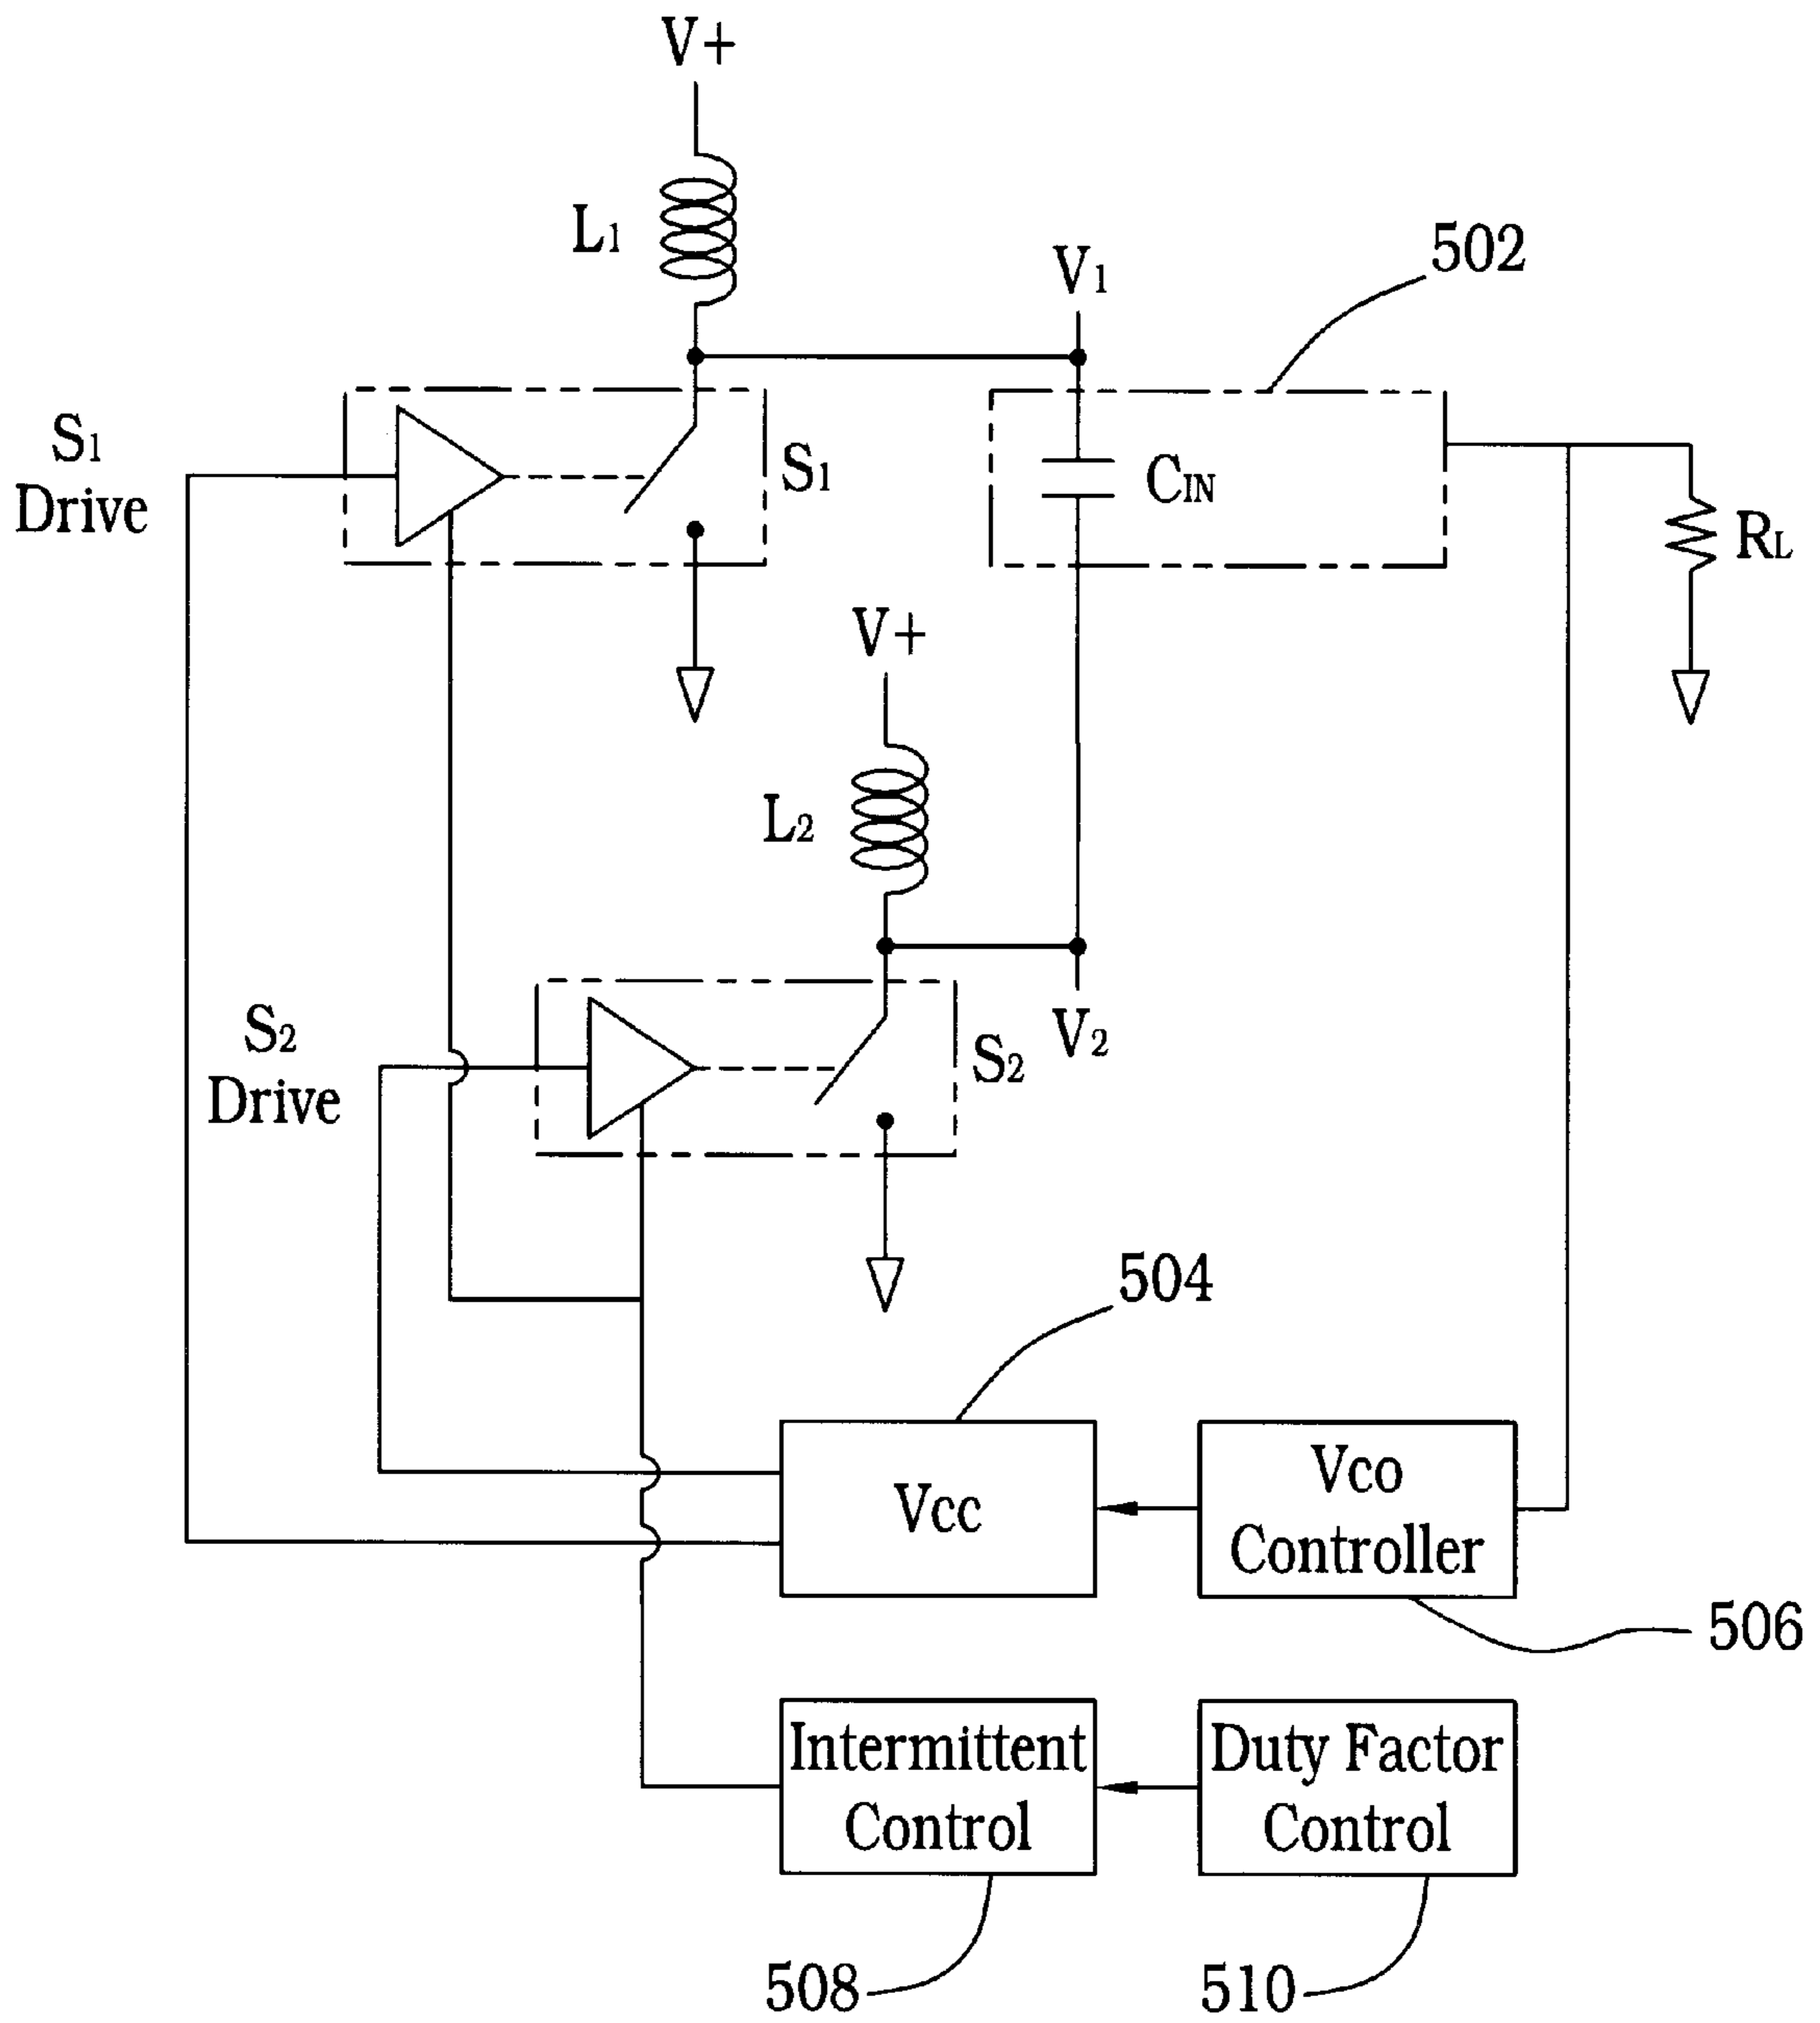 V+
L1
V1
502
S1
Drive
S1
CIN
RL
V+
L2
S2
Drive
S2
V2
504
Vcc
Vco
Controller
506
Intermittent
Control
Duty Factor
Control
508
510